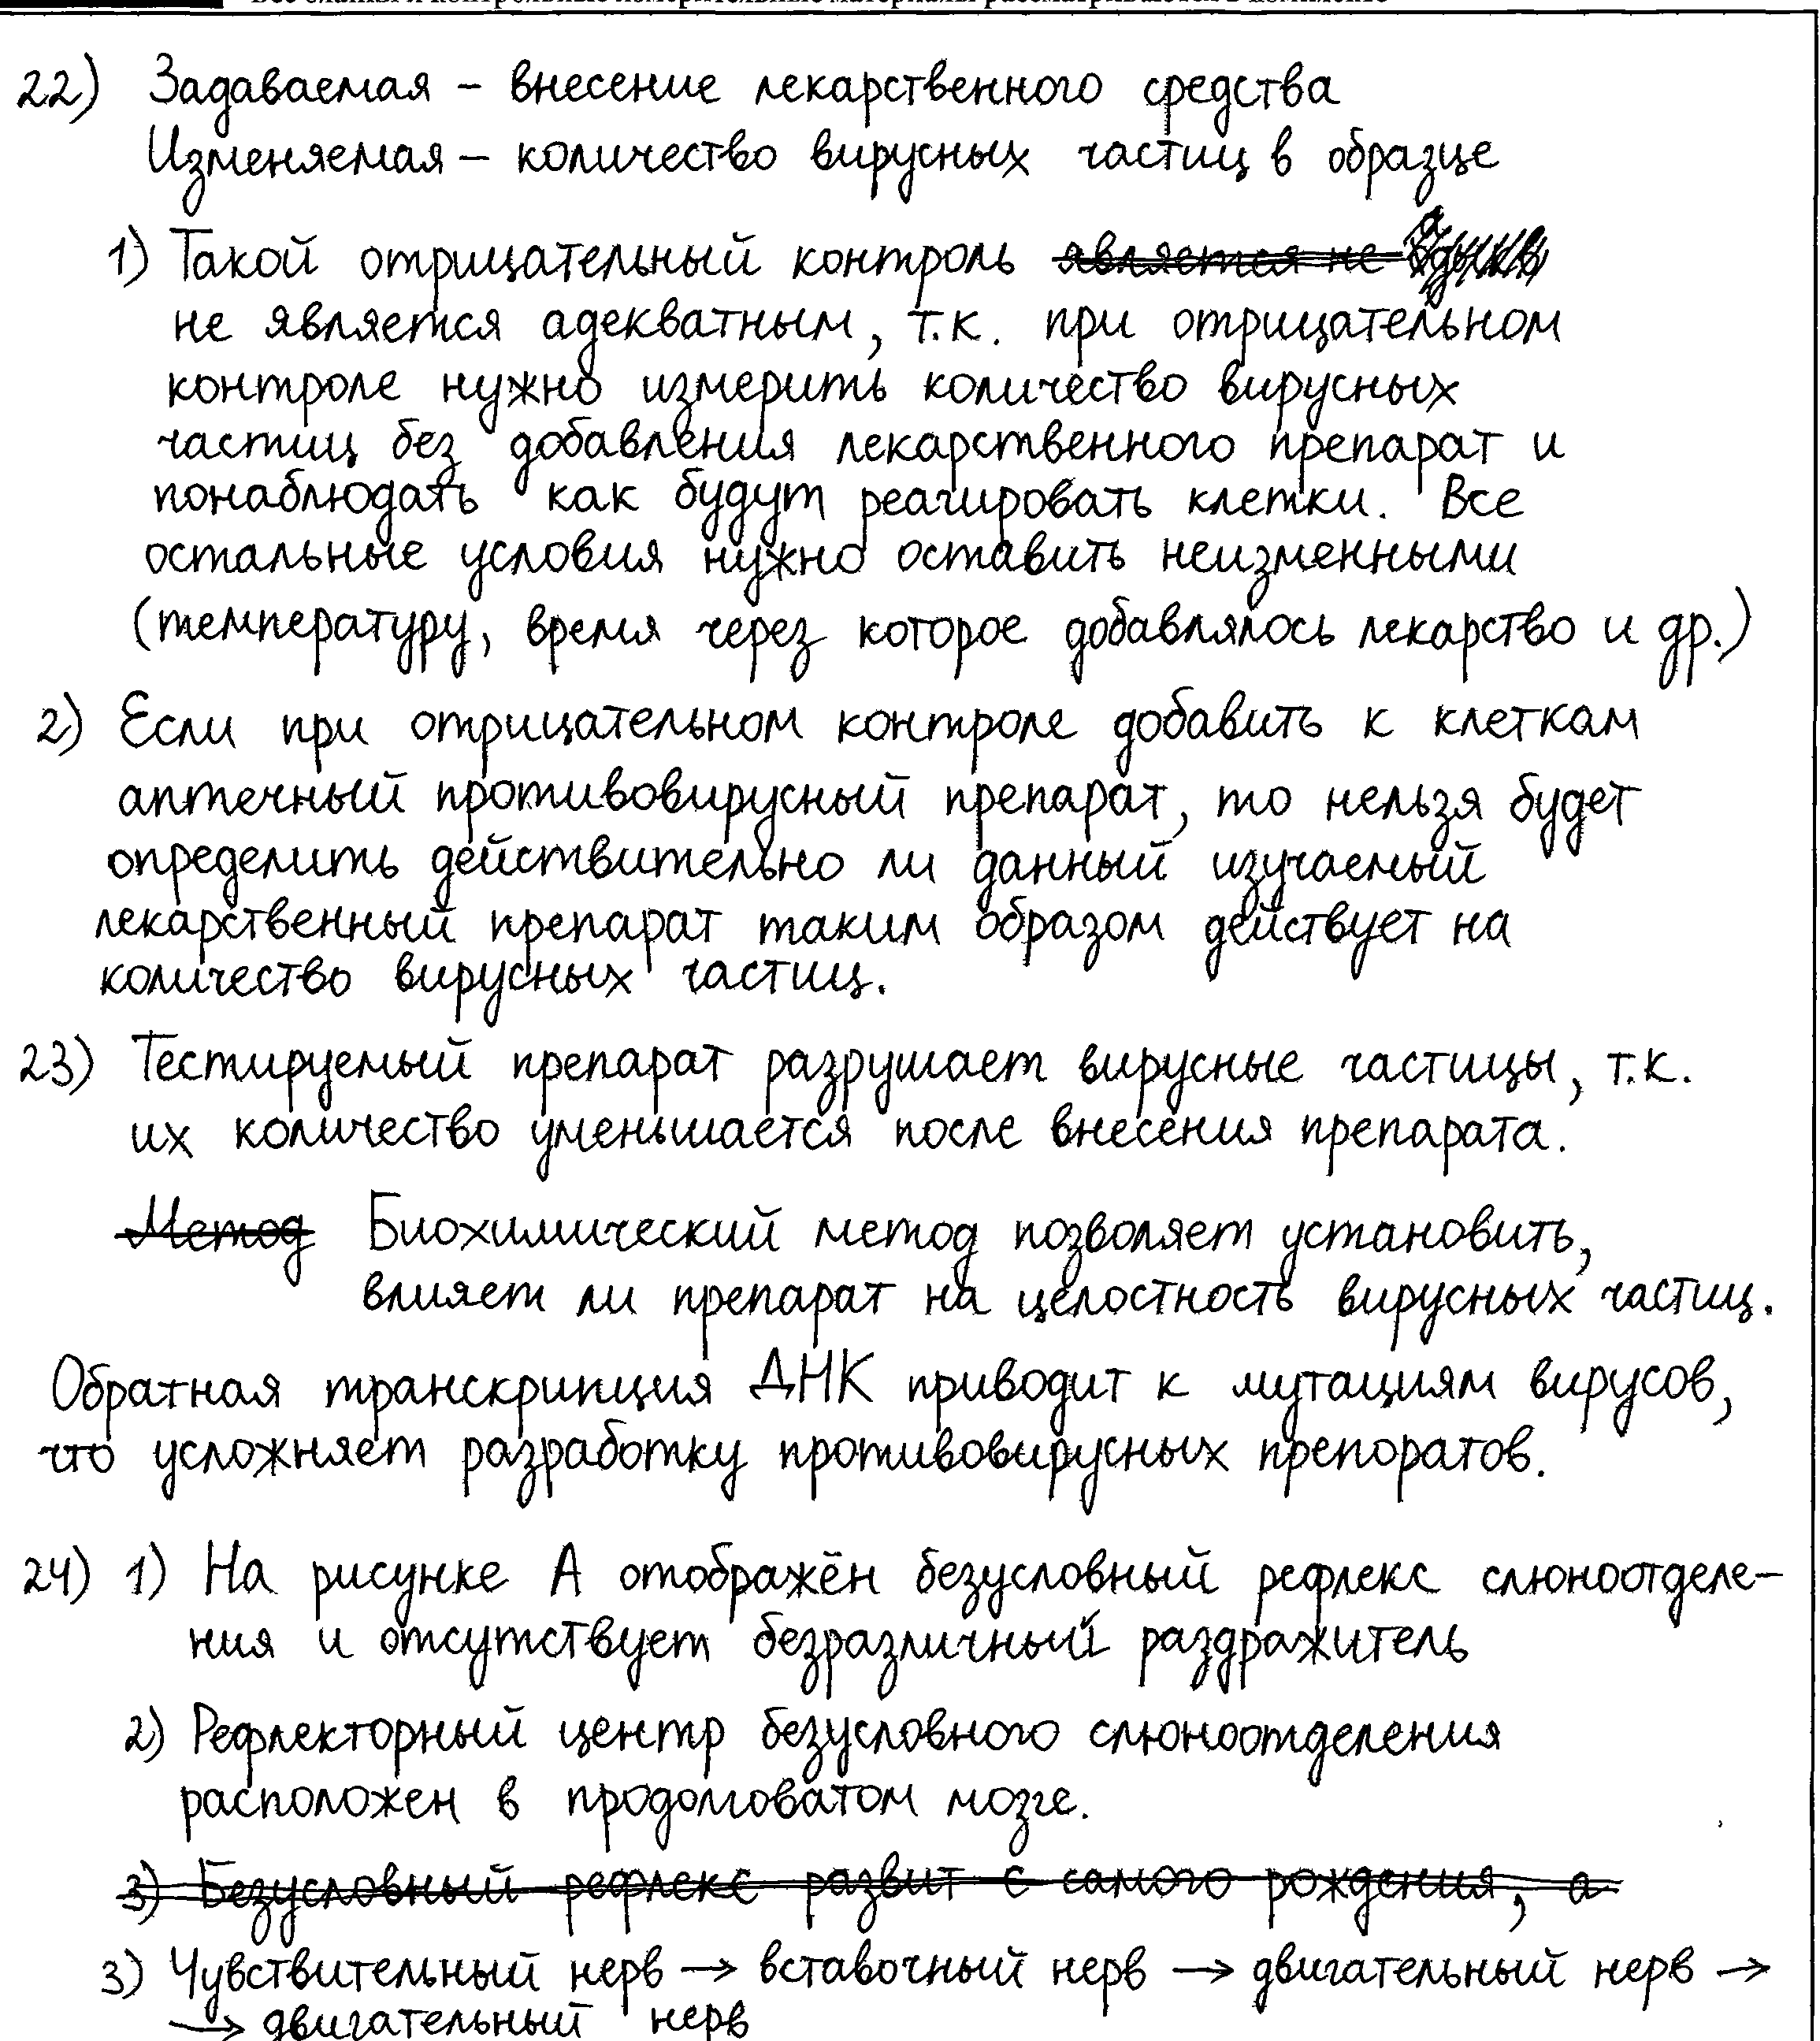 Все бланки и контрольные измерительные материалы рассматриваются в комплекте
22) Задаваемая – внесение лекарственного средства
Изменяемая – количество вирусных частиц в образце
1) Такой отрицательный контроль является не
не является адекватным, т.к. при отрицательном
контроле нужно измерить количество вирусных
частиц без добавления лекарственного препарат и
понаблюдать как будут реагировать клетки. Все
остальные условия нужно оставить неизменными
(температуру, время через которое добавлялось лекарство и др.)
2) Если при отрицательном контроле добавить к клеткам
аптечный противовирусный препарат, то нельзя будет
определить действительно ли данный изучаемый
лекарственный препарат таким образом действует на
количество вирусных частиц.
23) Тестируемый препарат разрушает вирусные частицы, т.к.
их количество уменьшается после внесения препарата.
Метод Биохимический метод позволяет установить,
влияет ли препарат на целостность вирусных частиц.
Обратная транскрипция ДНК приводит к мутациям вирусов,
что усложняет разработку противовирусных препоратов.
24) 1) На рисунке А отображён безусловный рефлекс слюноотделе-
ния и отсутствует безразличный раздражитель
2) Рефлекторный центр безусловного слюноотделения
расположен в продолговатом мозге.
3) Безусловный рефлекс развит с самого рождения, а
3) Чувствительный нерв → вставочный нерв → двигательный нерв →
→ двигательный нерв